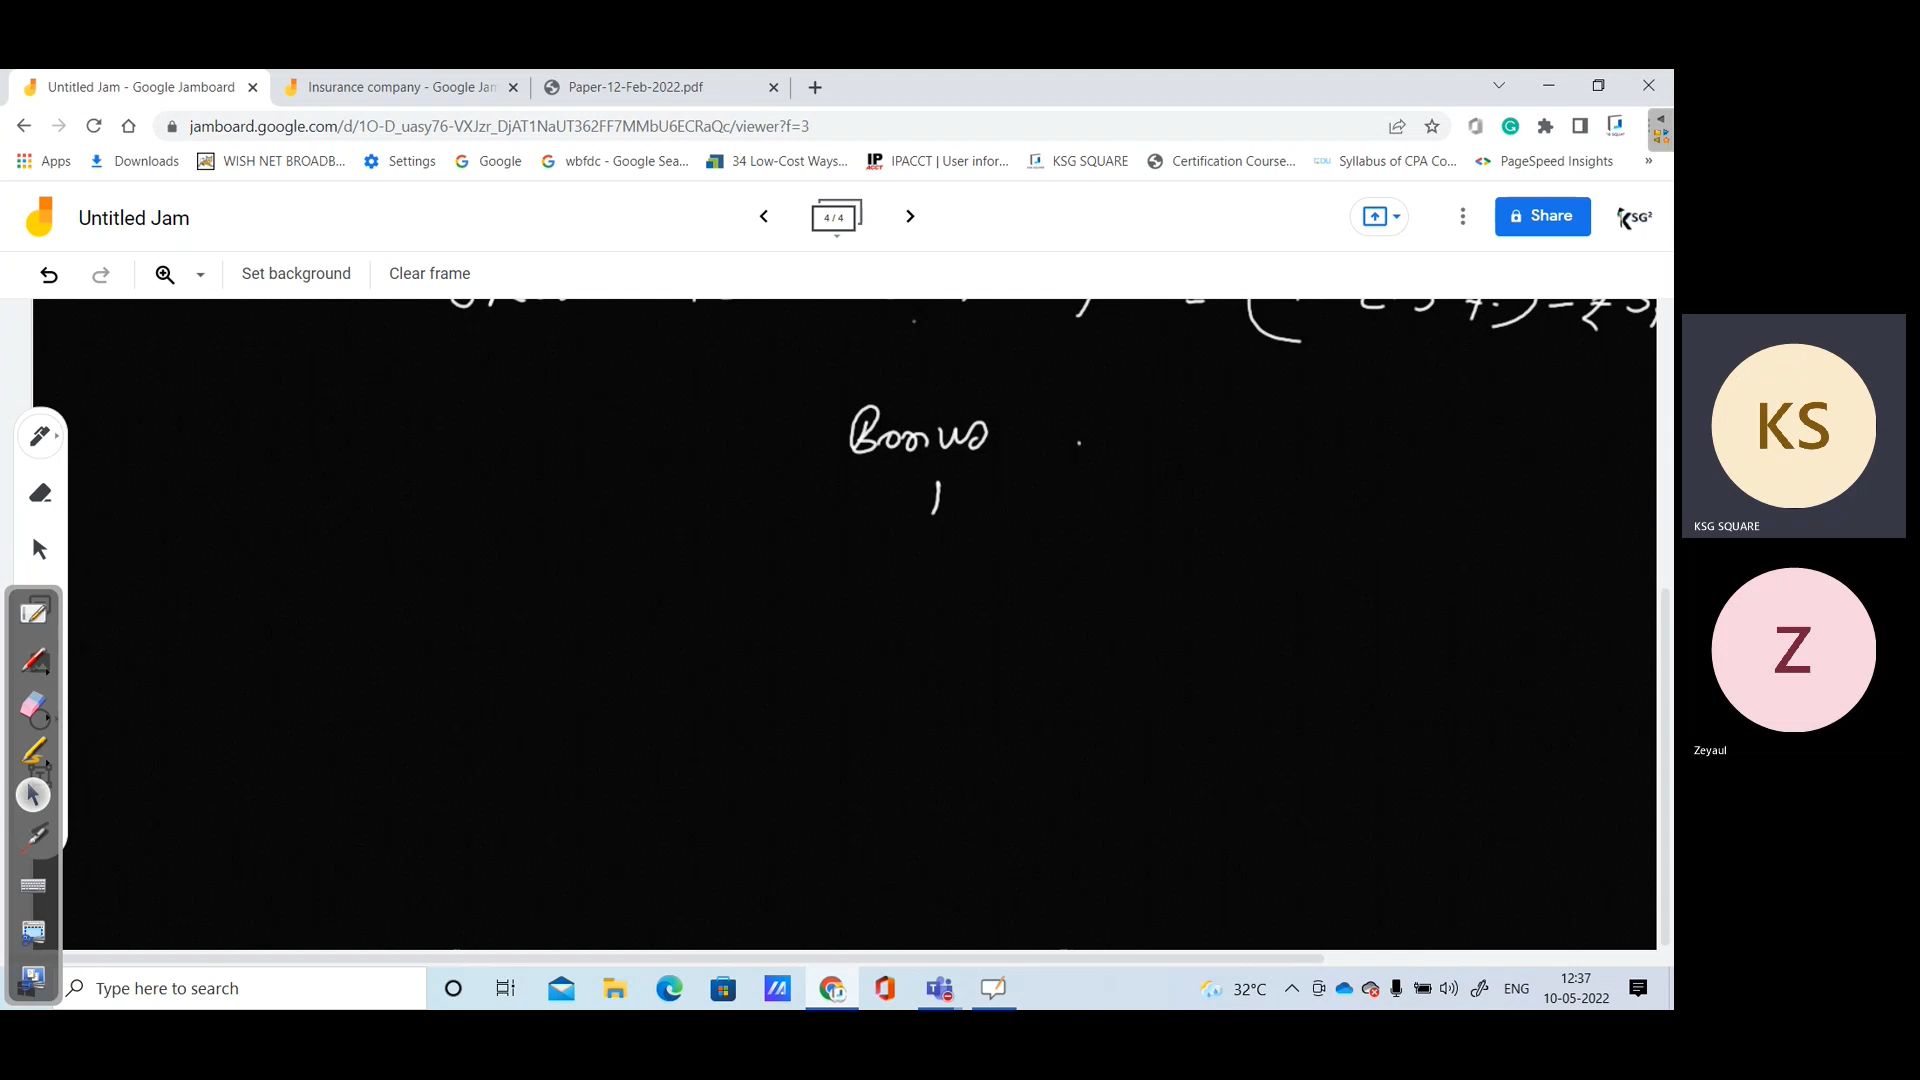 Untitled Jam - Google Jamboard
Insurance company - Google Jan
Paper-12-Feb-2022.pdf
jamboard.google.com/d/1O-D_uasy76-VXJzr_DjAT1NaUT362FF7MMbU6ECRaQc/viewer?f=3
Apps Downloads WISH NET BROADB... Settings Google wbfdc - Google Sea... 34 Low-Cost Ways... IPACCT | User infor... KSG SQUARE Certification Course... Syllabus of CPA Co... PageSpeed Insights »
Untitled Jam
4 / 4
Share
KSG²
Set background Clear frame
Bonus
KS
KSG SQUARE
Z
Zeyaul
Type here to search
32°C
ENG
12:37
10-05-2022